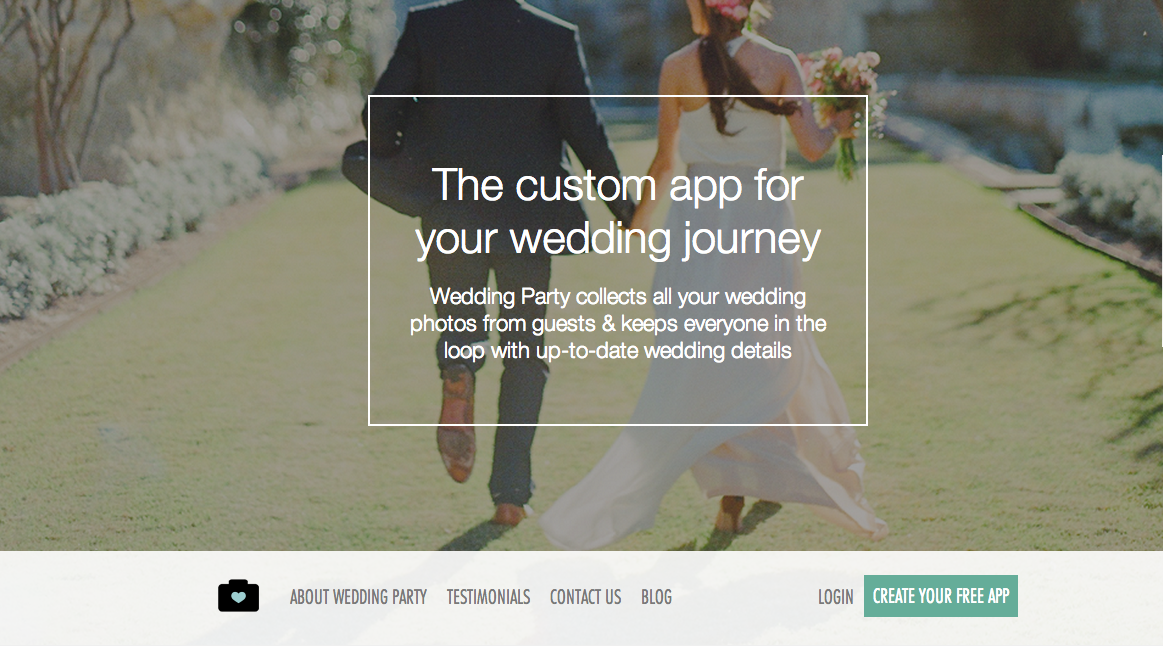 The custom app for
your wedding journey
Wedding Party collects all your wedding
photos from guests & keeps everyone in the
loop with up-to-date wedding details
ABOUT WEDDING PARTY TESTIMONIALS CONTACT US BLOG LOGIN CREATE YOUR FREE APP